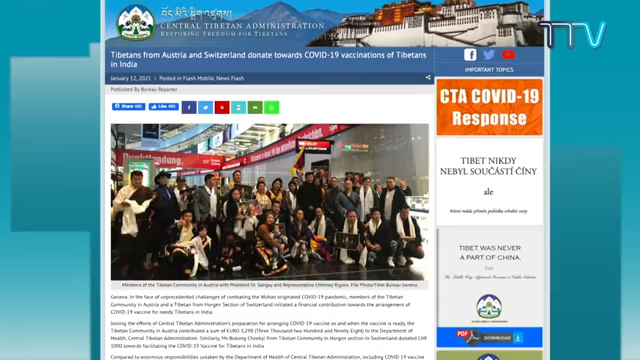 བོད་མིའི་སྒྲིག་འཛུགས།
CENTRAL TIBETAN ADMINISTRATION
RESTORING FREEDOM FOR TIBETANS
TTV
Tibetans from Austria and Switzerland donate towards COVID-19 vaccinations of Tibetans
in India
January 12, 2021
Posted in Flash Mobile, News Flash
Published By Bureau Reporter
Share
Like
IMPORTANT TOPICS
CTA COVID-19
Response
TIBET NIKDY
NEBYL SOUČÁSTÍ ČÍNY
ale
TIBET WAS NEVER
A PART OF CHINA
PDF
DOWNLOAD
Members of the Tibetan Community in Austria with President Dr. Sangay and Representative Chhimey Rigzin. File Photo/Tibet Bureau Geneva
Geneva. In the face of unprecedented challenges of combating the Wuhan originated COVID-19 pandemic, members of the Tibetan
Community in Austria and a Tibetan from Horgen Section of Switzerland initiated a financial contribution towards the arrangement of
COVID-19 vaccine for needy Tibetans in India.
Joining the efforts of Central Tibetan Administration's preparation for arranging COVID vaccine as and when the vaccine is ready, the
Tibetan Community in Austria contributed a sum of EURO 3,298 (Three Thousand two Hundred and Ninety Eight) to the Department of
Health, Central Tibetan Administration. Similarly, Ms Bokong Choekyi from Tibetan Community in Horgen section in Switzerland donated CHF
1000 towards facilitating the COVID-19 Vaccine for Tibetans in India.
Compared to enormous responsibilities untaken by the Department of Health of Central Tibetan Administration, including COVID 19 vaccine